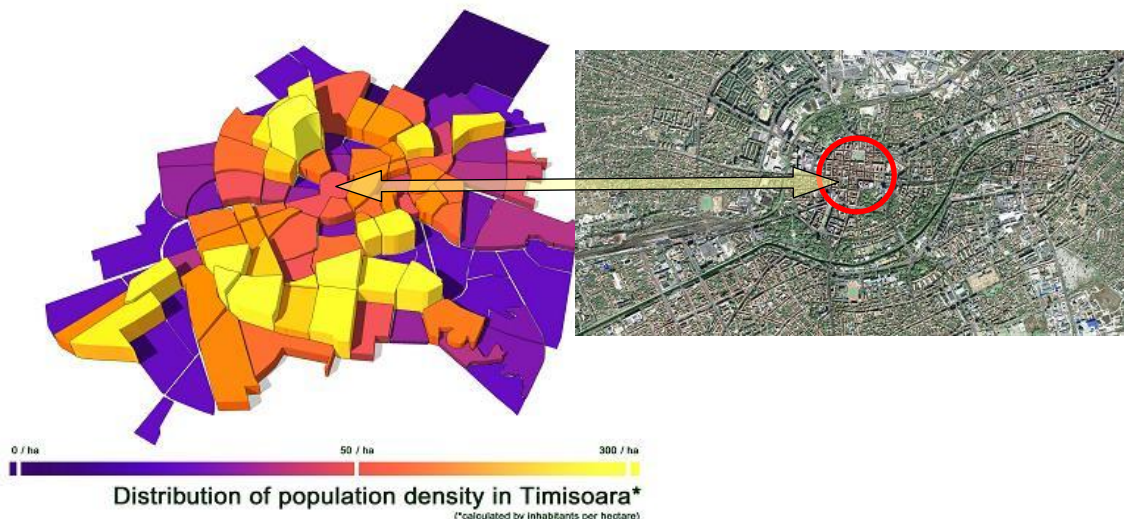 0 / ha 50 / ha 300 / ha
Distribution of population density in Timisoara*
(*calculated by inhabitants per hectare)